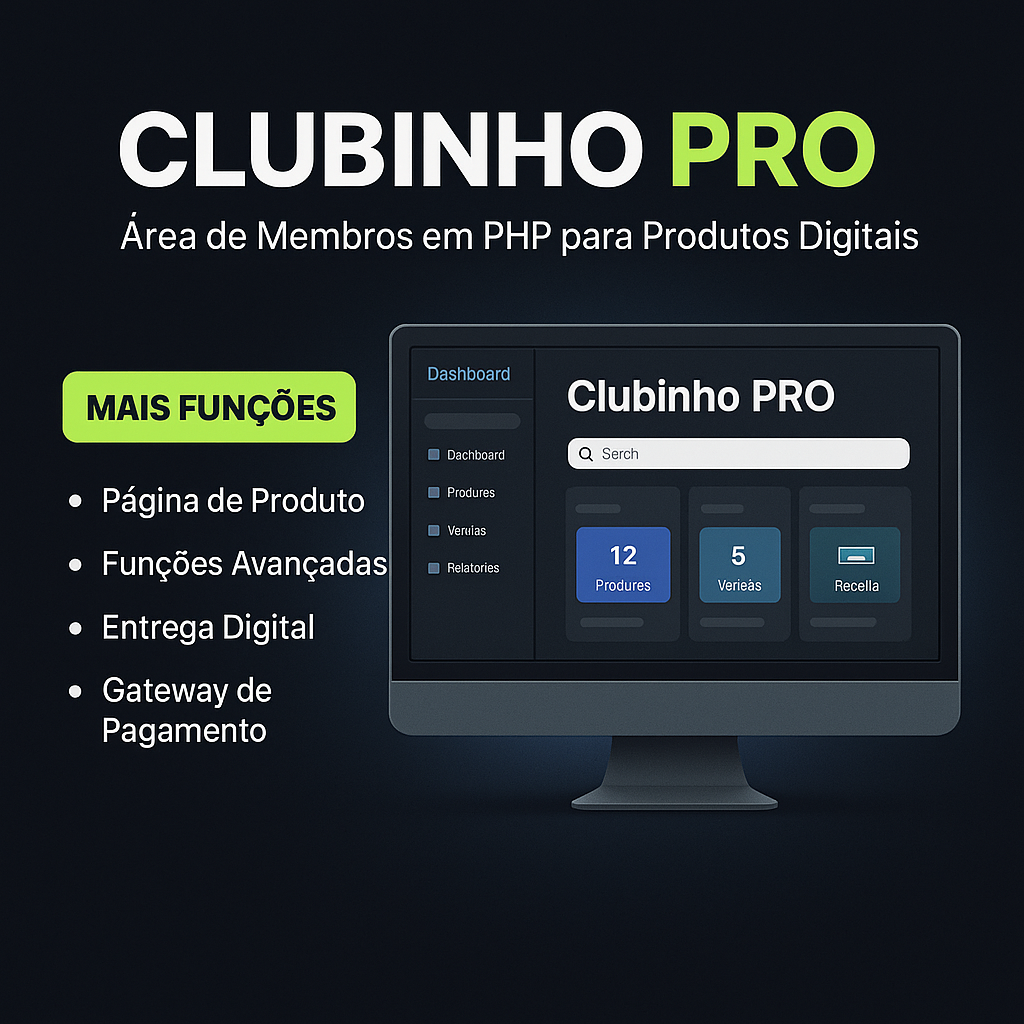 CLUBINHO PRO
Área de Membros em PHP para Produtos Digitais
MAIS FUNÇÕES
• Página de Produto
• Funções Avançadas
• Entrega Digital
• Gateway de
Pagamento
Dashboard
Dachboard
Produres
Verɩias
Relatories
Clubinho PRO
Serch
12
Produres
5
Verieàs
Recella